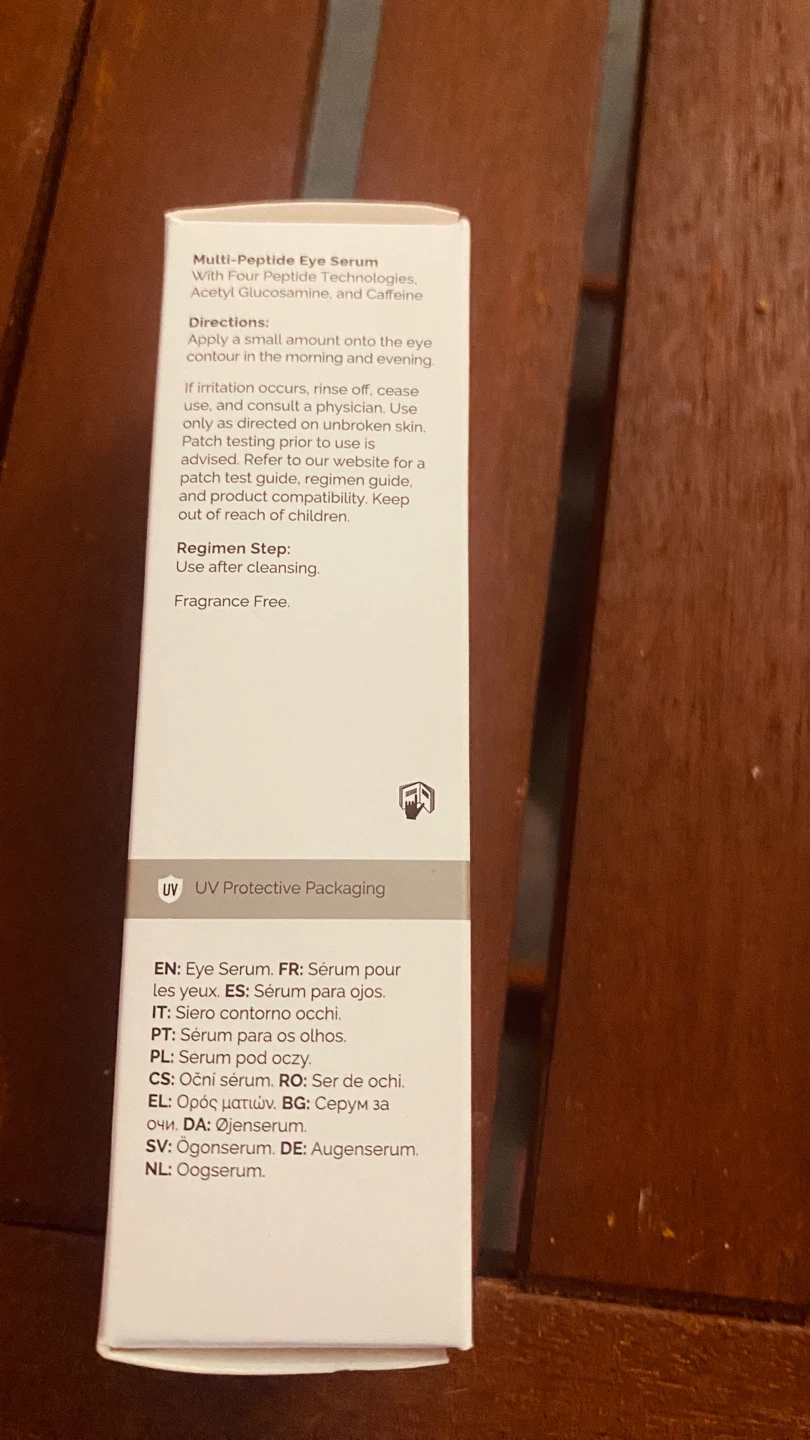 Multi-Peptide Eye Serum
With Four Peptide Technologies,
Acetyl Glucosamine, and Caffeine
Directions:
Apply a small amount onto the eye
contour in the morning and evening.
If irritation occurs, rinse off, cease
use, and consult a physician. Use
only as directed on unbroken skin.
Patch testing prior to use is
advised. Refer to our website for a
patch test guide, regimen guide,
and product compatibility. Keep
out of reach of children.
Regimen Step:
Use after cleansing.
Fragrance Free.
UV UV Protective Packaging
EN: Eye Serum. FR: Sérum pour
les yeux. ES: Sérum para ojos.
IT: Siero contorno occhi.
PT: Sérum para os olhos.
PL: Serum pod oczy.
CS: Oční sérum. RO: Ser de ochi.
EL: Ορός ματιών. BG: Серум за
очи. DA: Øjenserum.
SV: Ögonserum. DE: Augenserum.
NL: Oogserum.